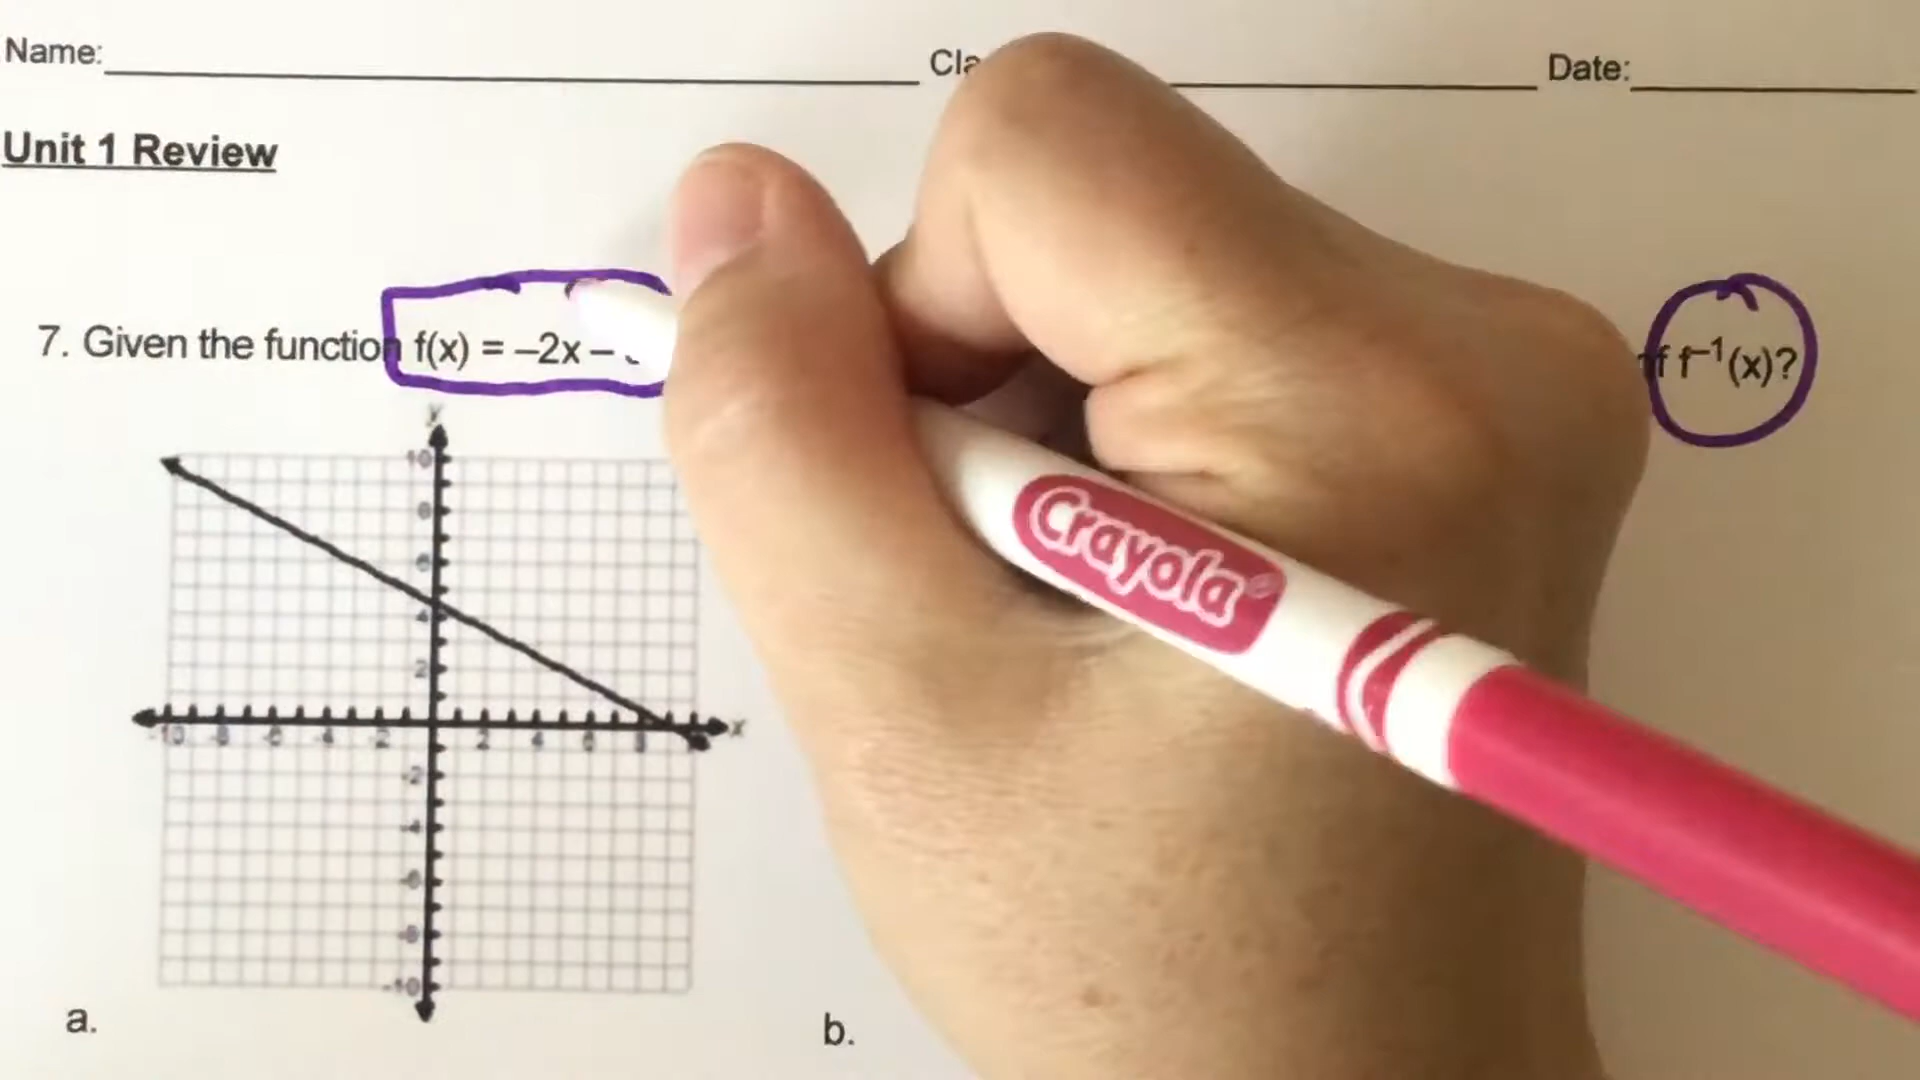 Name: Date:
Unit 1 Review
7. Given the function f(x) = –2x – f⁻¹(x)?
y
10
8
6
4
2
-10 -8 -6 -4 -2 2 4 6 8 x
-2
-4
-6
-8
-10
a. b.
Crayola®